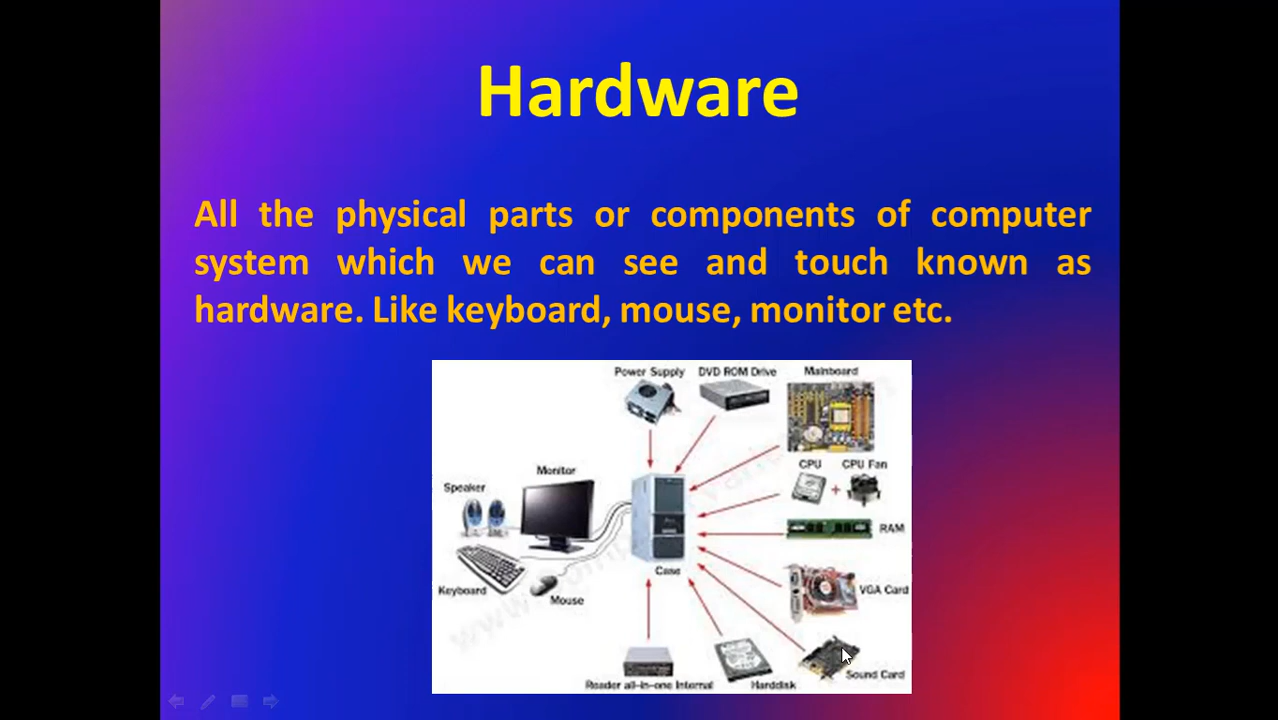 Hardware
All the physical parts or components of computer
system which we can see and touch known as
hardware. Like keyboard, mouse, monitor etc.
Power Supply
DVD ROM Drive
Mainboard
CPU
+
CPU Fan
Monitor
Speaker
RAM
Case
Keyboard
Mouse
VGA Card
Reader all-in-one Internal
Harddisk
Sound Card